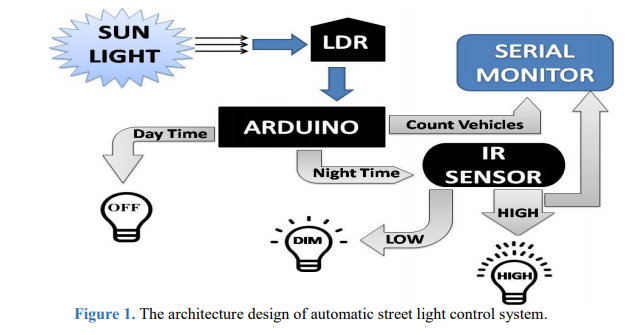 SUN
LIGHT
LDR
SERIAL
MONITOR
ARDUINO
Count Vehicles
Day Time
Night Time
IR
SENSOR
OFF
DIM
LOW
HIGH
HIGH
Figure 1. The architecture design of automatic street light control system.